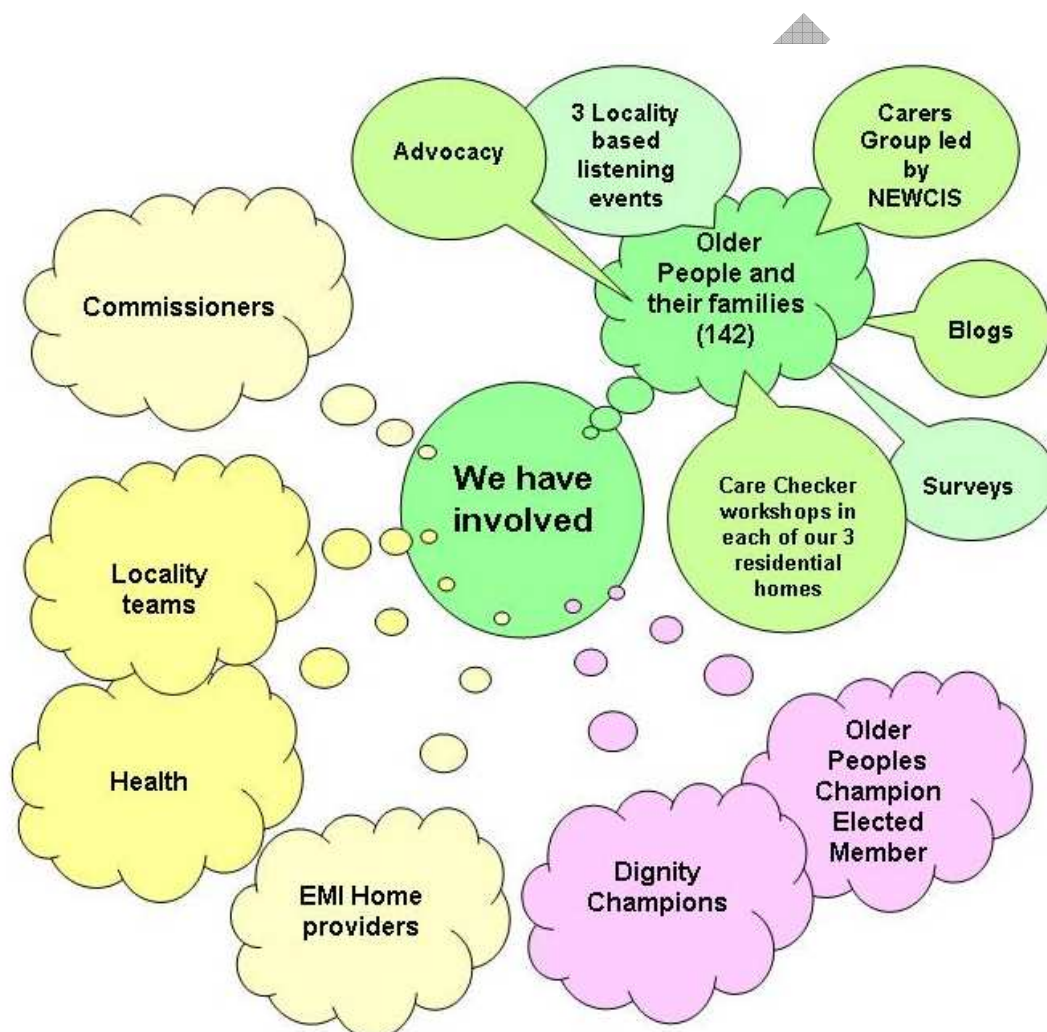 Advocacy
3 Locality
based
listening
events
Carers
Group led
by
NEWCIS
Older
People and
their families
(142)
Commissioners
Blogs
We have
involved
Care Checker
workshops in
each of our 3
residential
homes
Surveys
Locality
teams
Health
Older
Peoples
Champion
Elected
Member
EMI Home
providers
Dignity
Champions